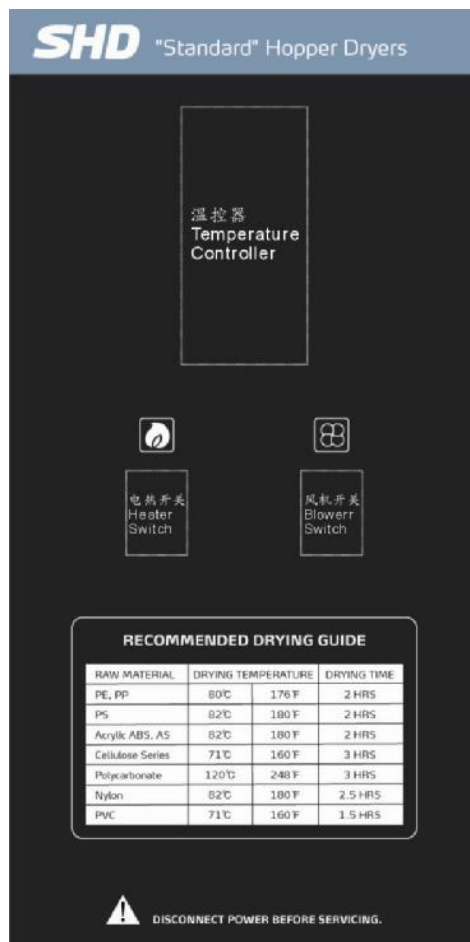 SHD "Standard" Hopper Dryers
温控器
Temperature
Controller
电热开关
Heater
Switch
风机开关
Blowerr
Switch
RECOMMENDED DRYING GUIDE
RAW MATERIAL DRYING TEMPERATURE DRYING TIME
PE, PP 80℃ 176℉ 2 HRS
PS 82℃ 180℉ 2 HRS
Acrylic ABS, AS 82℃ 180℉ 2 HRS
Cellulose Series 71℃ 160℉ 3 HRS
Polycarbonate 120℃ 248℉ 3 HRS
Nylon 82℃ 180℉ 2.5 HRS
PVC 71℃ 160℉ 1.5 HRS
DISCONNECT POWER BEFORE SERVICING.